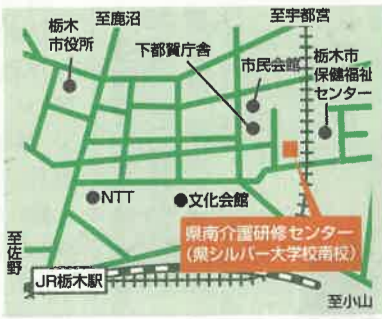 至鹿沼
至宇都宮
栃木
市役所
下都賀庁舎
市民会館
栃木市
保健福祉
センター
NTT
文化会館
県南介護研修センター
(県シルバー大学校南校)
至佐野
JR栃木駅
至小山